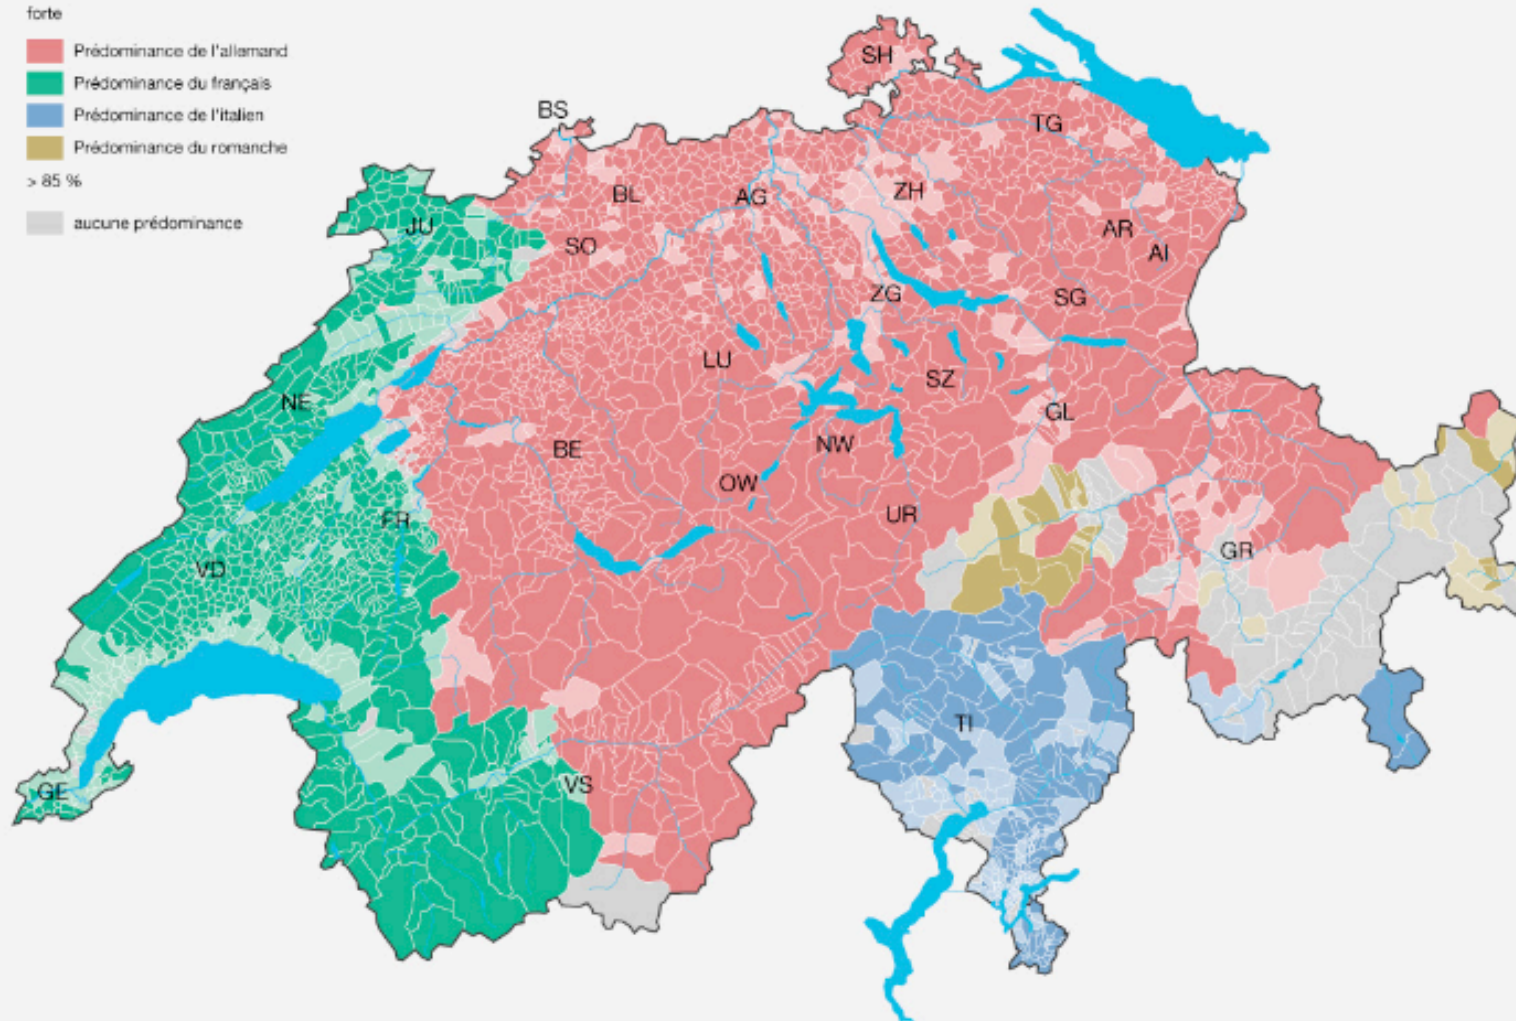 forte
Prédominance de l'allemand
Prédominance du français
Prédominance de l'italien
Prédominance du romanche
> 85 %
aucune prédominance
SH
BS
TG
BL
AG
ZH
JU
SO
AR
AI
ZG
SG
LU
SZ
NE
GL
BE
NW
OW
FR
UR
GR
VD
TI
VS
GE